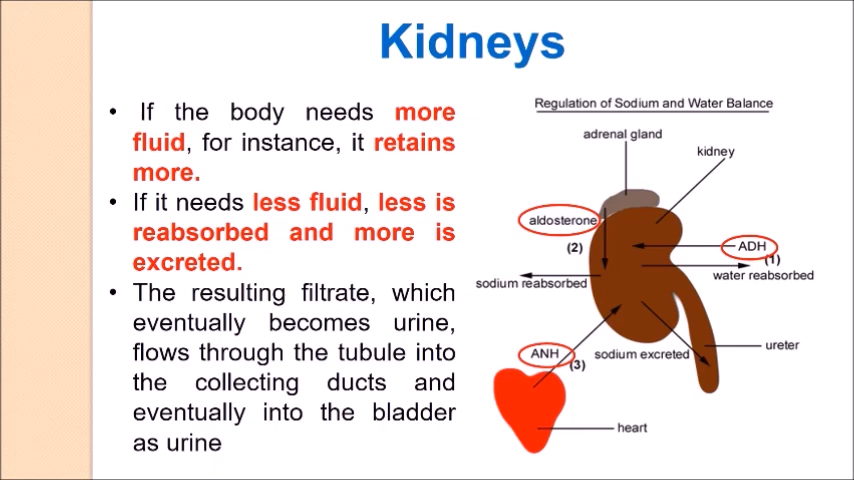 Kidneys
• If the body needs more
fluid, for instance, it retains
more.
• If it needs less fluid, less is
reabsorbed and more is
excreted.
• The resulting filtrate, which
eventually becomes urine,
flows through the tubule into
the collecting ducts and
eventually into the bladder
as urine
Regulation of Sodium and Water Balance
adrenal gland
kidney
aldosterone
(2)
ADH
(1)
sodium reabsorbed
water reabsorbed
ANH
(3)
sodium excreted
ureter
heart